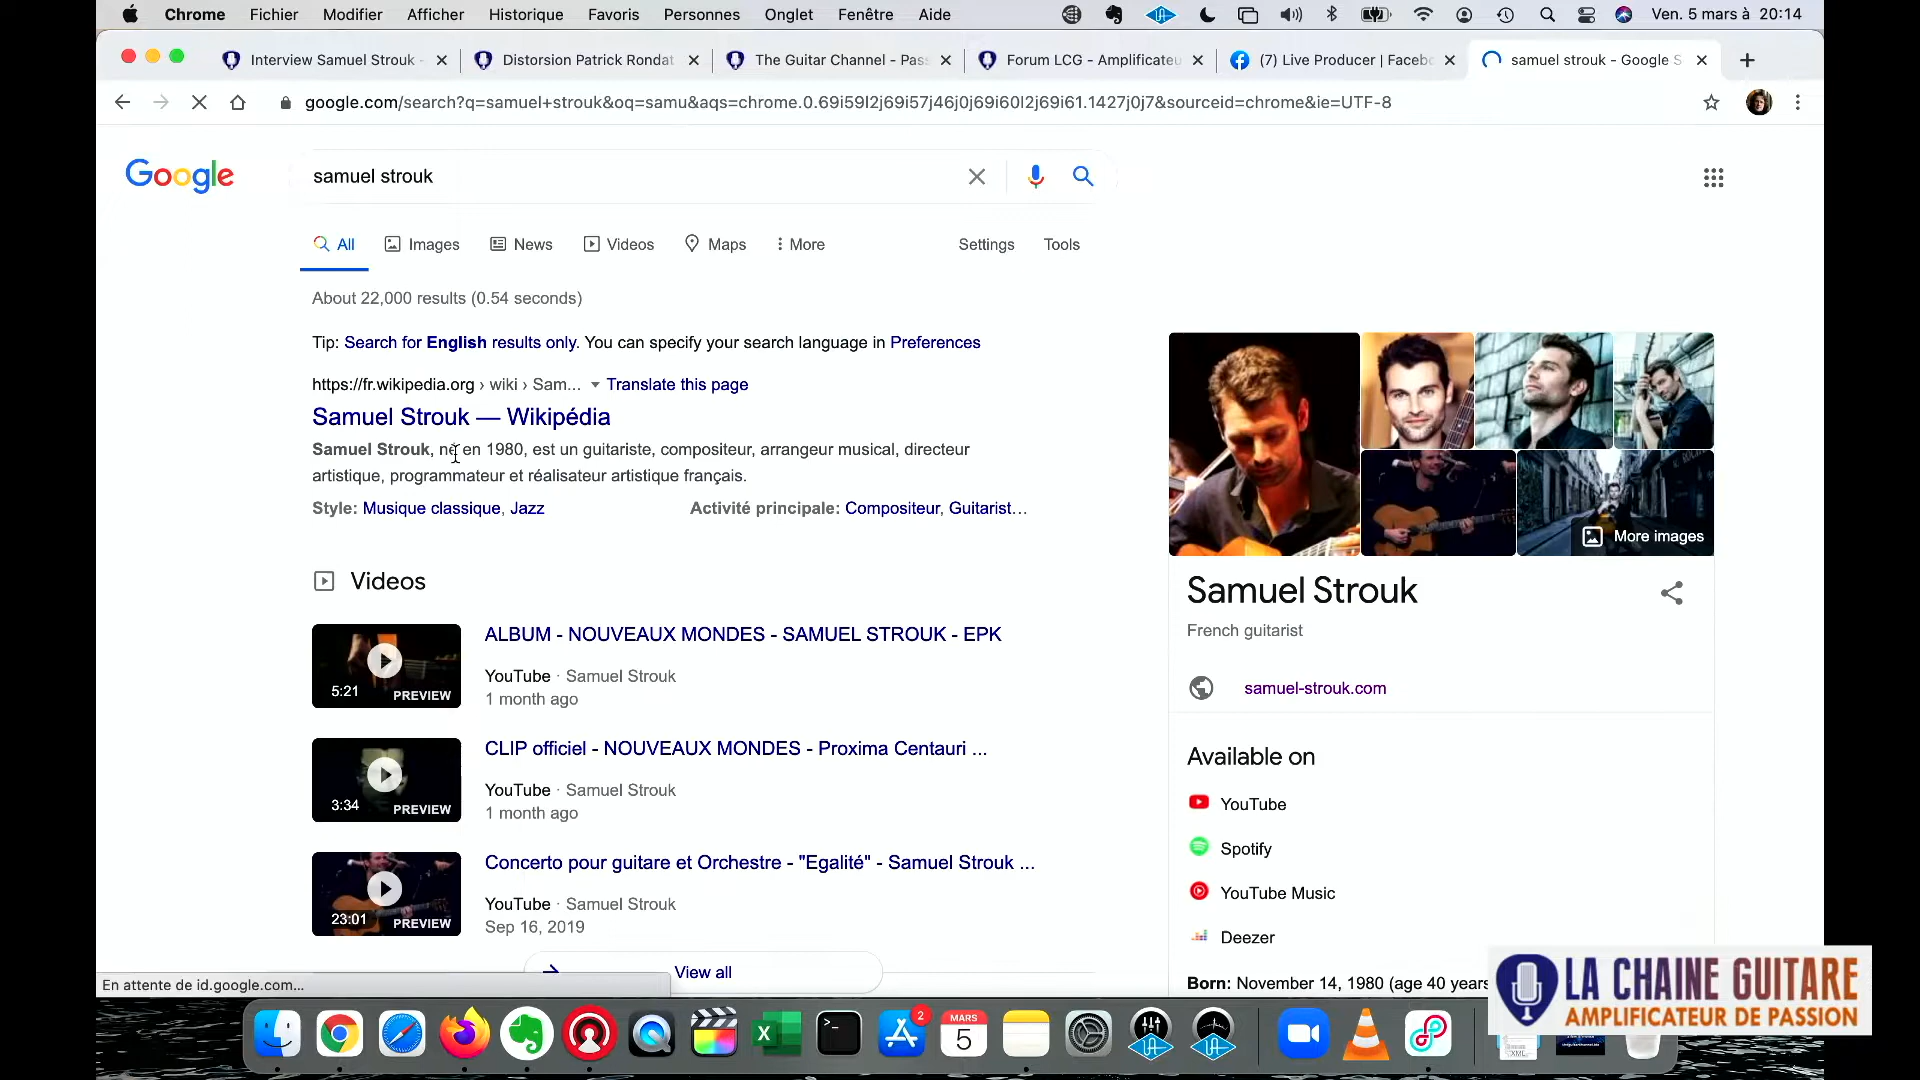 Chrome Fichier Modifier Afficher Historique Favoris Personnes Onglet Fenêtre Aide Ven. 5 mars à 20:14
Interview Samuel Strouk - Distorsion Patrick Rondat The Guitar Channel - Pass Forum LCG - Amplificateu (7) Live Producer | Facebo samuel strouk - Google S
google.com/search?q=samuel+strouk&oq=samu&aqs=chrome.0.69i59l2j69i57j46j0j69i60l2j69i61.1427j0j7&sourceid=chrome&ie=UTF-8
Google
samuel strouk
All Images News Videos Maps More Settings Tools
About 22,000 results (0.54 seconds)
Tip: Search for English results only. You can specify your search language in Preferences
https://fr.wikipedia.org › wiki › Sam... Translate this page
Samuel Strouk — Wikipédia
Samuel Strouk, né en 1980, est un guitariste, compositeur, arrangeur musical, directeur
artistique, programmateur et réalisateur artistique français.
Style: Musique classique, Jazz Activité principale: Compositeur, Guitarist...
Videos
5:21 PREVIEW
ALBUM - NOUVEAUX MONDES - SAMUEL STROUK - EPK
YouTube · Samuel Strouk
1 month ago
3:34 PREVIEW
CLIP officiel - NOUVEAUX MONDES - Proxima Centauri ...
YouTube · Samuel Strouk
1 month ago
23:01 PREVIEW
Concerto pour guitare et Orchestre - "Egalité" - Samuel Strouk ...
YouTube · Samuel Strouk
Sep 16, 2019
View all
More images
Samuel Strouk
French guitarist
samuel-strouk.com
Available on
YouTube
Spotify
YouTube Music
Deezer
Born: November 14, 1980 (age 40 years
En attente de id.google.com...
LA CHAINE GUITARE
AMPLIFICATEUR DE PASSION
2
MARS
5
XML